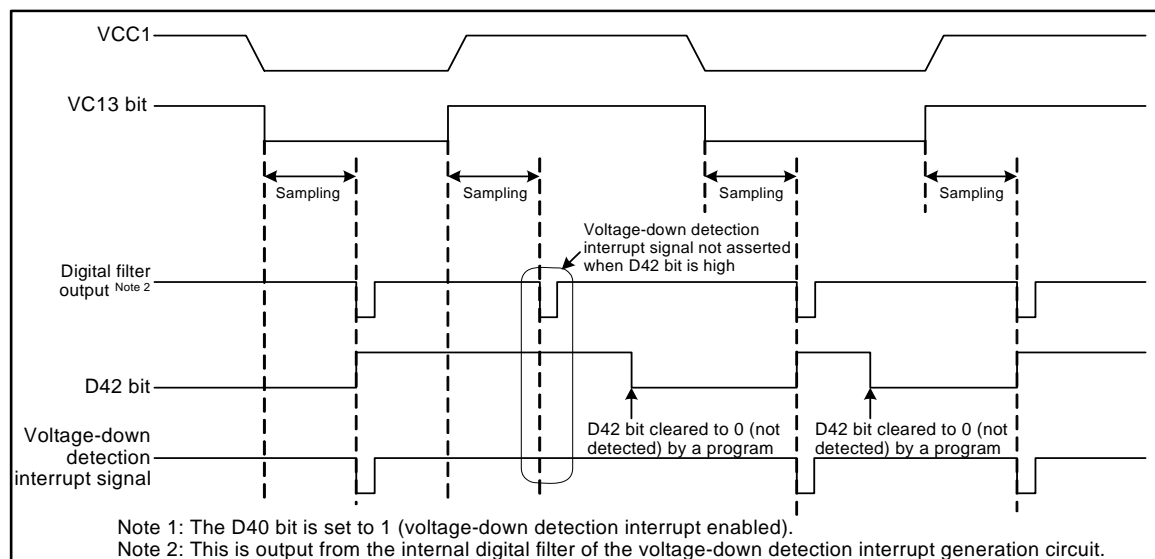 VCC1
VC13 bit
Sampling
Sampling
Sampling
Sampling
Voltage-down detection
interrupt signal not asserted
when D42 bit is high
Digital filter
output Note 2
D42 bit
D42 bit cleared to 0 (not
detected) by a program
D42 bit cleared to 0 (not
detected) by a program
Voltage-down
detection
interrupt signal
Note 1: The D40 bit is set to 1 (voltage-down detection interrupt enabled).
Note 2: This is output from the internal digital filter of the voltage-down detection interrupt generation circuit.